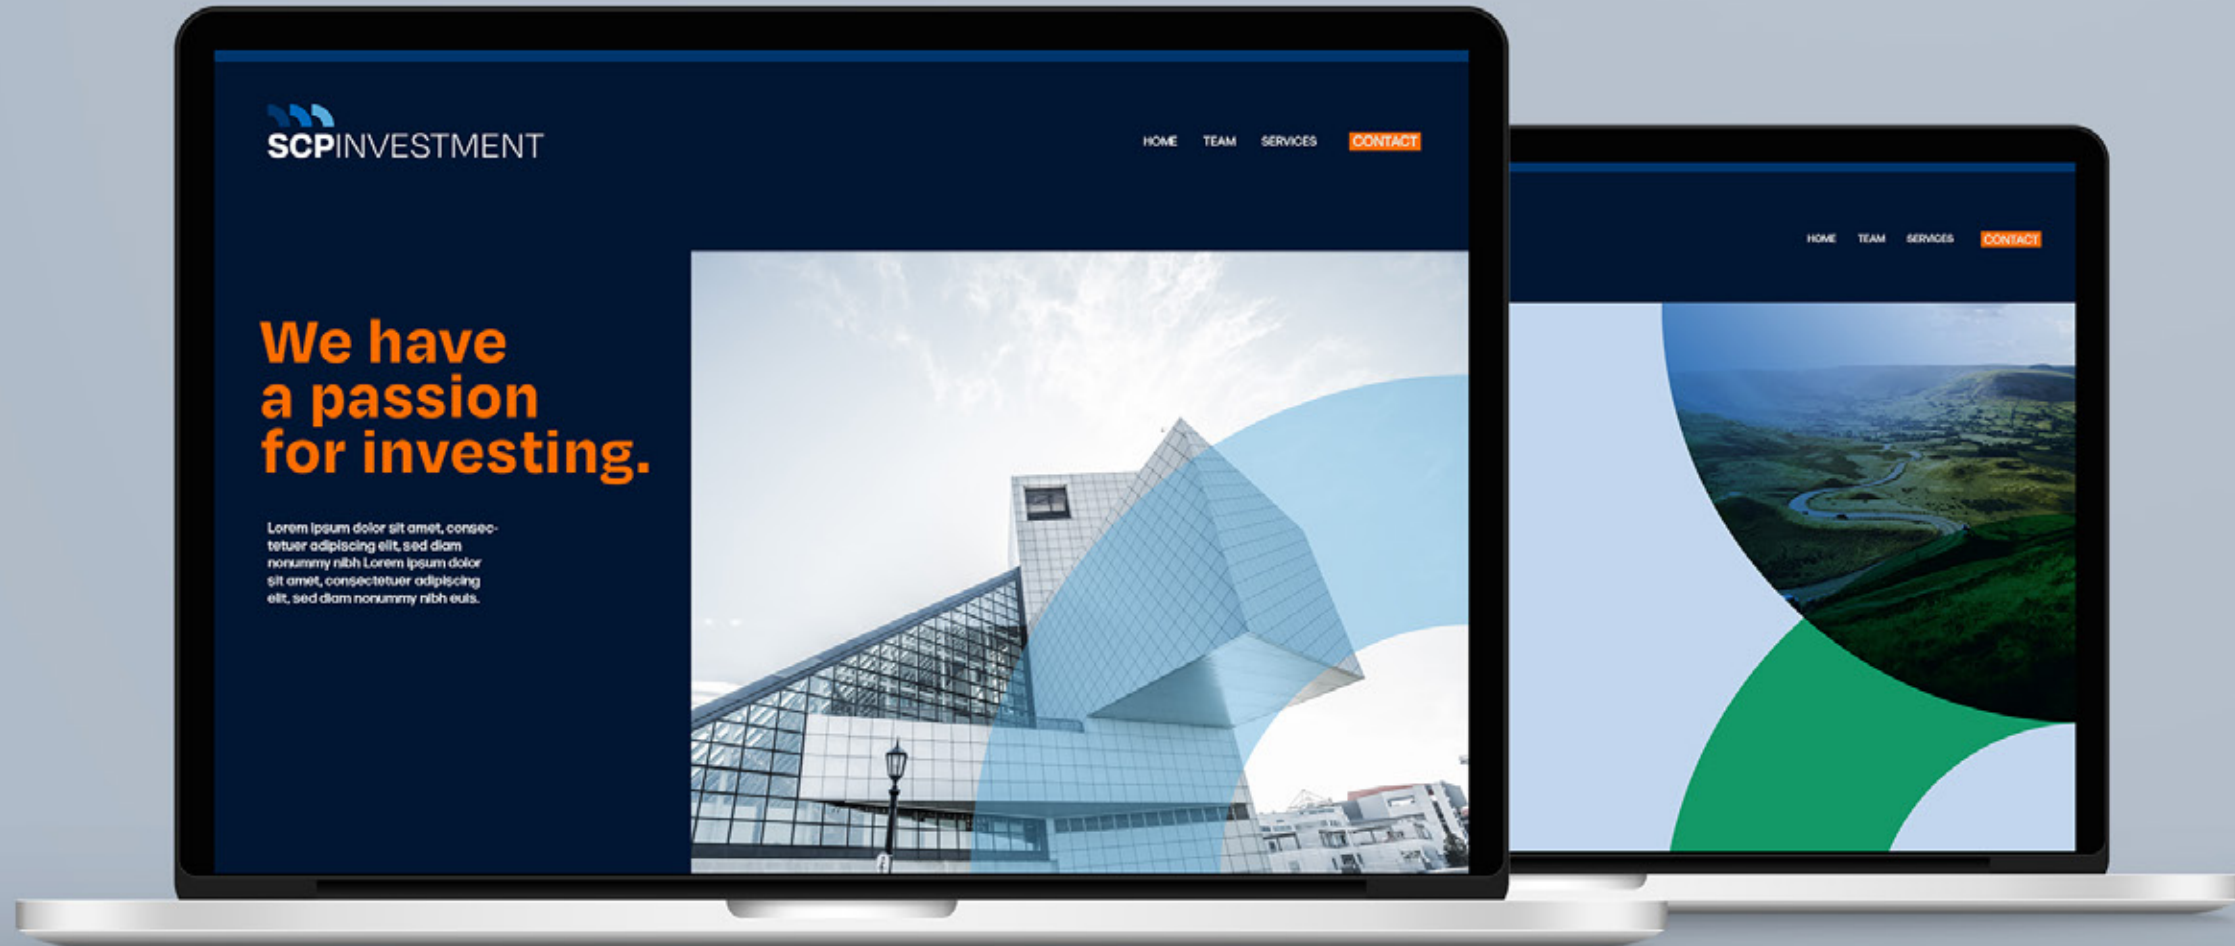 SCPINVESTMENT
HOME TEAM SERVICES CONTACT
We have
a passion
for investing.
Lorem ipsum dolor sit amet, consec-
tetuer adipiscing elit, sed diam
nonummy nibh Lorem ipsum dolor
sit amet, consectetuer adipiscing
elit, sed diam nonummy nibh euis.
HOME TEAM SERVICES CONTACT